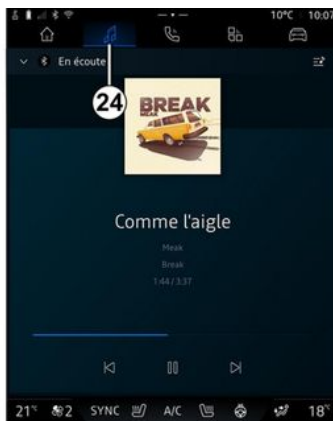 10°C 10:07
En écoute
24
BREAK
MEAK
Comme l'aigle
Meak
Break
1:44 / 3:37
21°C 2 SYNC A/C 18°